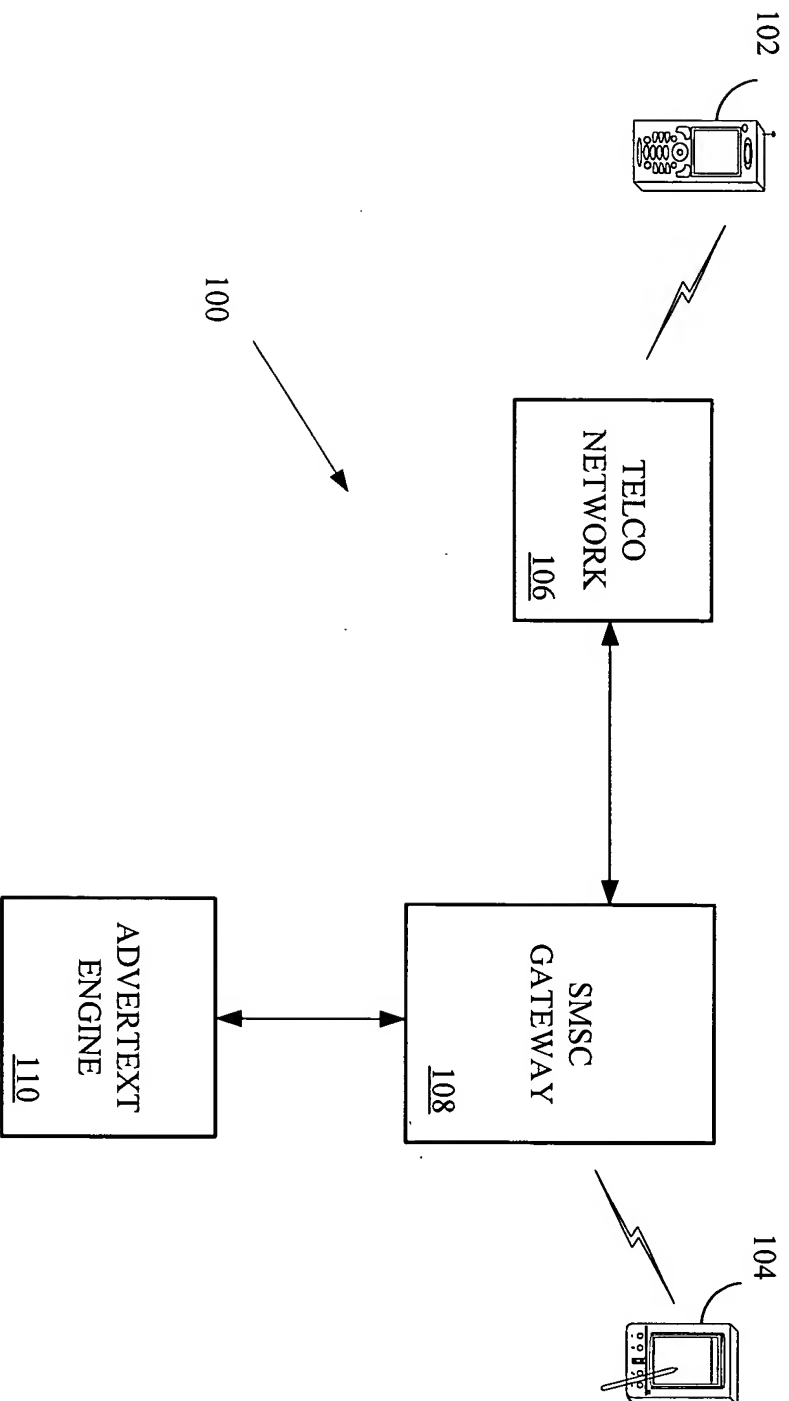 102
104
TELCO
NETWORK
106
SMSC
GATEWAY
108
100
ADVERTEXT
ENGINE
110